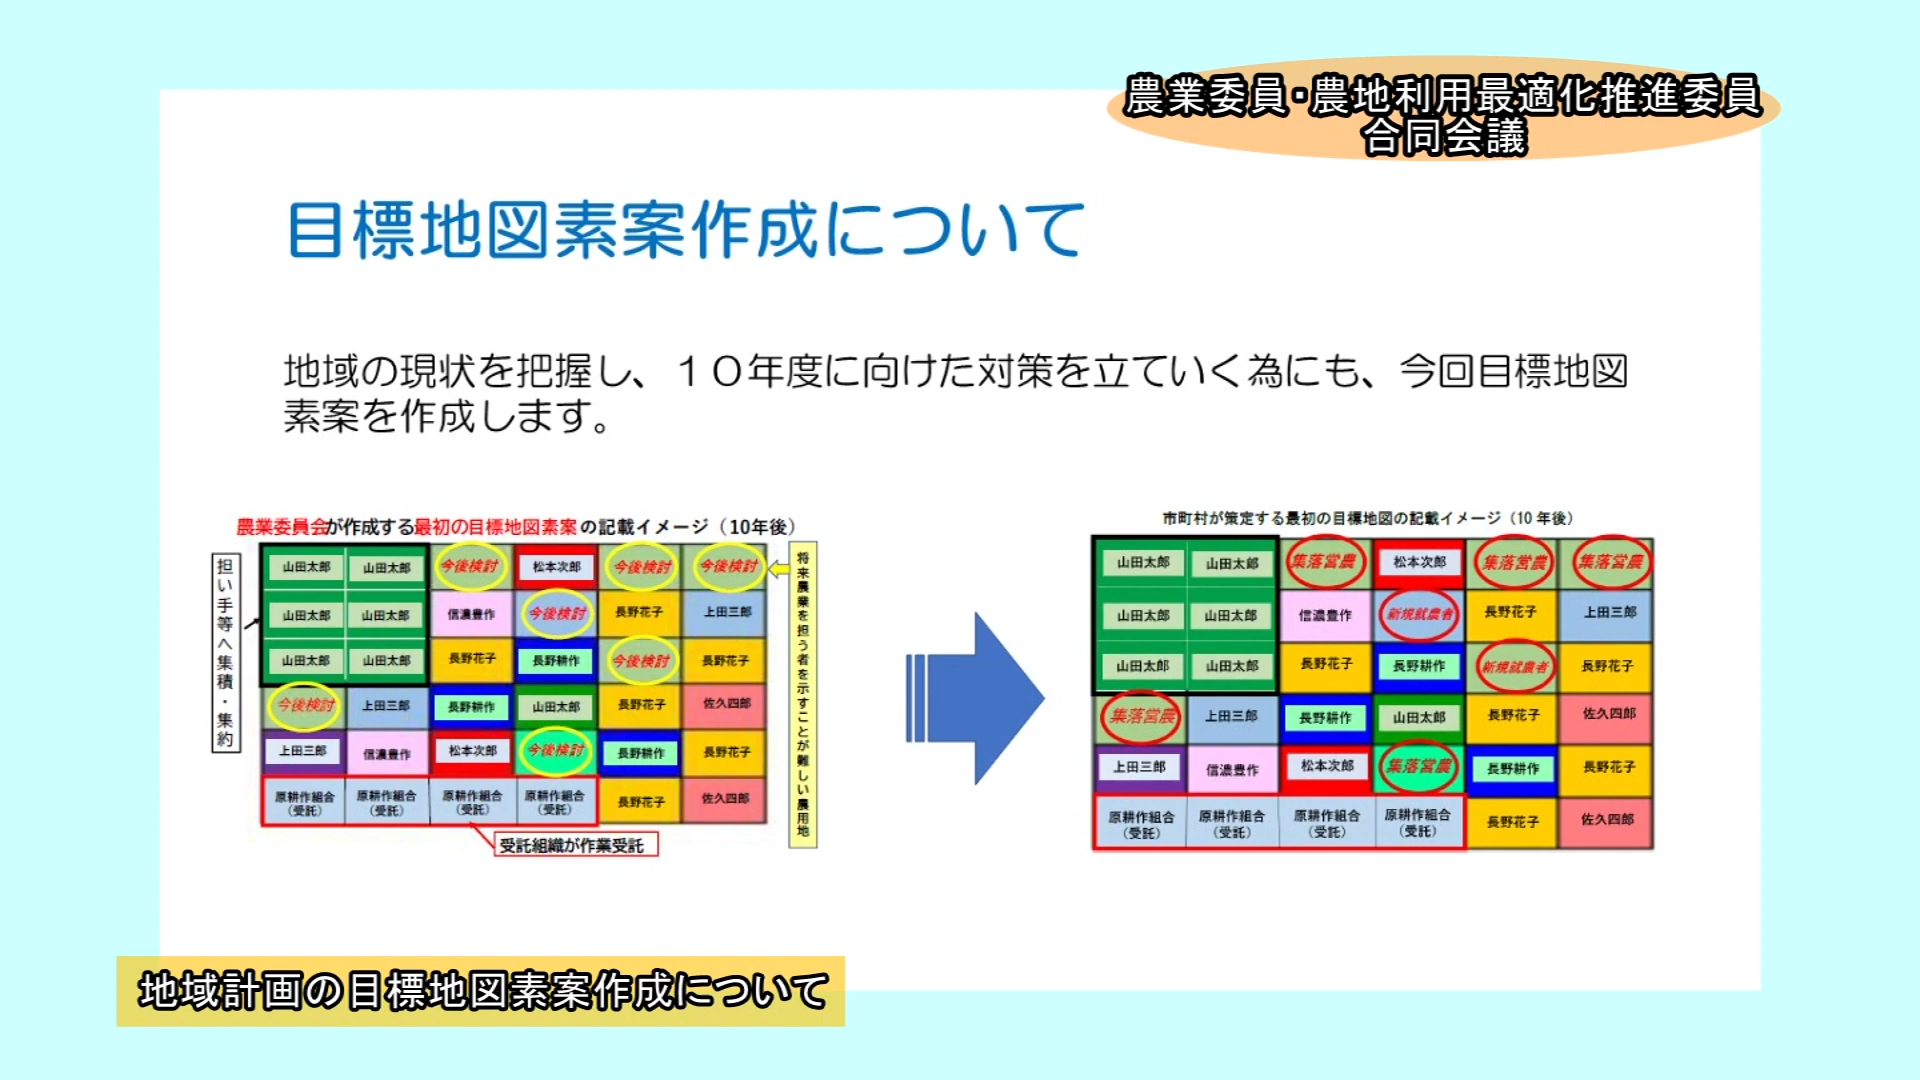 農業委員・農地利用最適化推進委員
合同会議
目標地図素案作成について
地域の現状を把握し、１０年度に向けた対策を立ていく為にも、今回目標地図
素案を作成します。
農業委員会が作成する最初の目標地図素案の記載イメージ（10年後）
担い手等へ集積・集約
山田太郎 山田太郎 今後検討 松本次郎 今後検討 今後検討
山田太郎 山田太郎 信濃豊作 今後検討 長野花子 上田三郎
山田太郎 山田太郎 長野花子 長野耕作 今後検討 長野花子
今後検討 上田三郎 長野耕作 山田太郎 長野花子 佐久四郎
上田三郎 信濃豊作 松本次郎 今後検討 長野耕作 長野花子
原耕作組合 原耕作組合 原耕作組合 原耕作組合 長野花子 佐久四郎
（受託） （受託） （受託） （受託）
受託組織が作業受託
将来農業を担う者を示すことが難しい農用地
市町村が策定する最初の目標地図の記載イメージ（10 年後）
山田太郎 山田太郎 集落営農 松本次郎 集落営農 集落営農
山田太郎 山田太郎 信濃豊作 新規就農者 長野花子 上田三郎
山田太郎 山田太郎 長野花子 長野耕作 新規就農者 長野花子
集落営農 上田三郎 長野耕作 山田太郎 長野花子 佐久四郎
上田三郎 信濃豊作 松本次郎 集落営農 長野耕作 長野花子
原耕作組合 原耕作組合 原耕作組合 原耕作組合 長野花子 佐久四郎
（受託） （受託） （受託） （受託）
地域計画の目標地図素案作成について